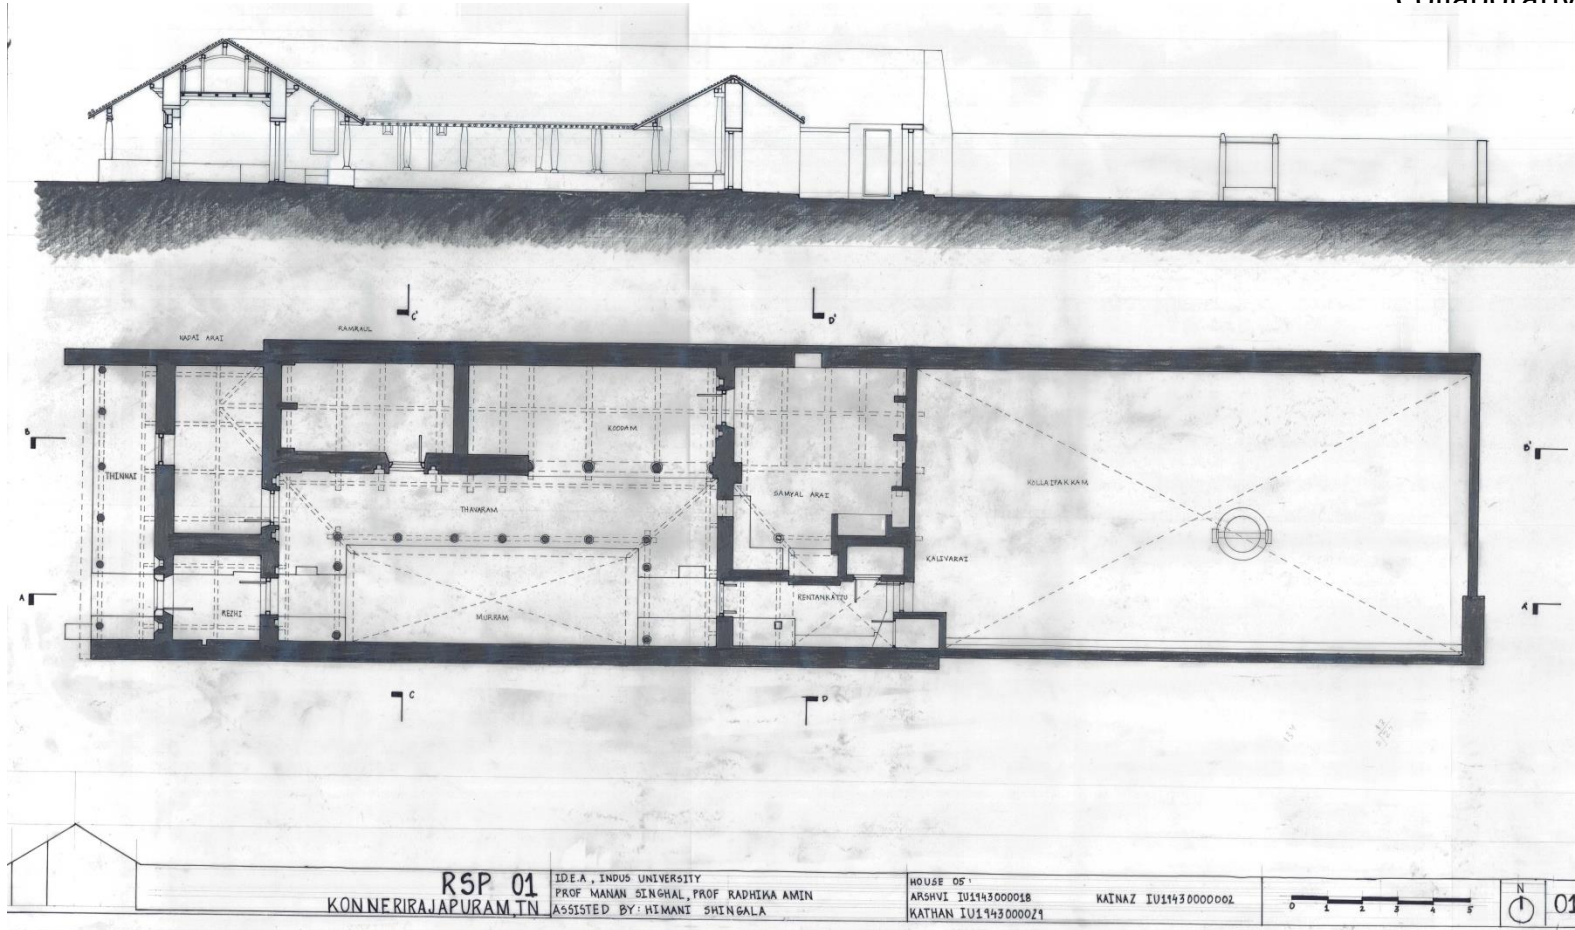 C'
D'
NADAI ARAI
KAMRAUL
B
B'
KOODAM
THINNAI
THAVARAM
SAMYAL ARAI
KOLLAIPAKKAM
KALIVARAI
A
REZHI
MURRAM
RENTANKATTU
A'
C
D
RSP 01
KONNERIRAJAPURAM,TN
I.D.E.A , INDUS UNIVERSITY
PROF MANAN SINGHAL, PROF RADHIKA AMIN
ASSISTED BY: HIMANI SHINGALA
HOUSE 05:
ARSHVI IU1943000018
KAINAZ IU19430000002
KATHAN IU1943000029
0 1 2 3 4 5
N
01